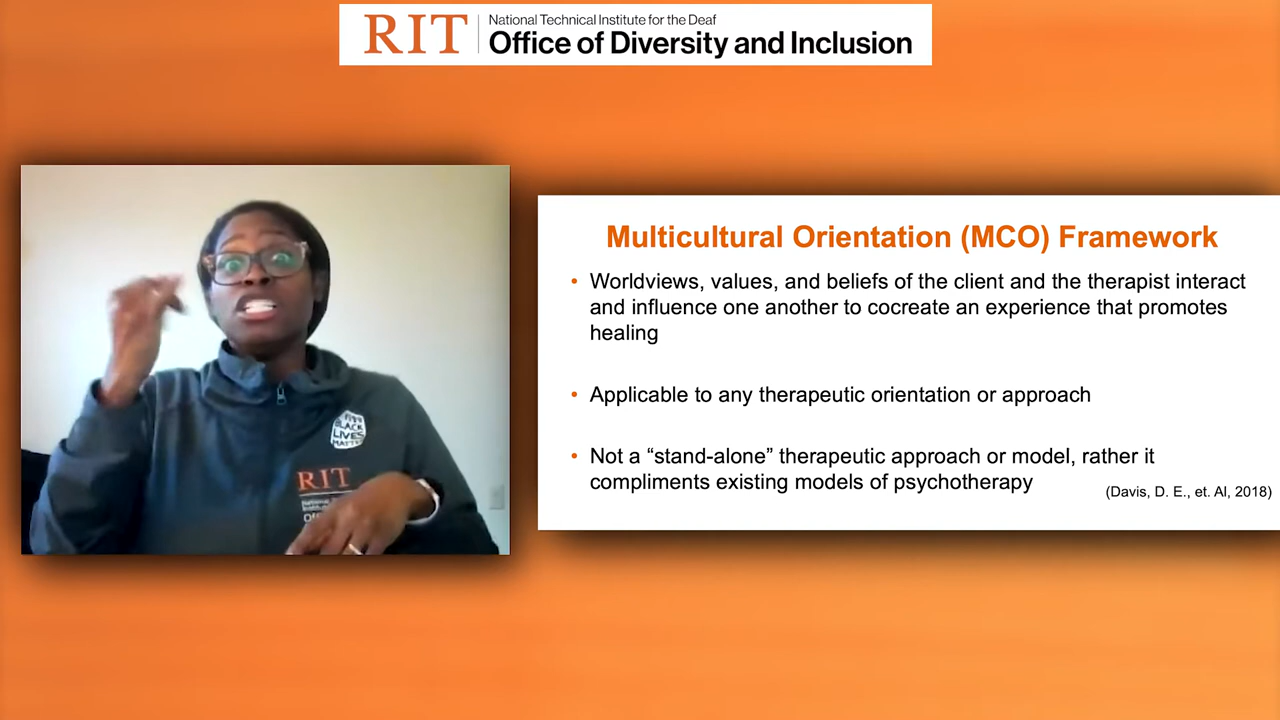 RIT
National Technical Institute for the Deaf
Office of Diversity and Inclusion
Multicultural Orientation (MCO) Framework
• Worldviews, values, and beliefs of the client and the therapist interact
and influence one another to cocreate an experience that promotes
healing
• Applicable to any therapeutic orientation or approach
• Not a “stand-alone” therapeutic approach or model, rather it
compliments existing models of psychotherapy
(Davis, D. E., et. Al, 2018)
BLACK
LIVES
MATTER
RIT
National